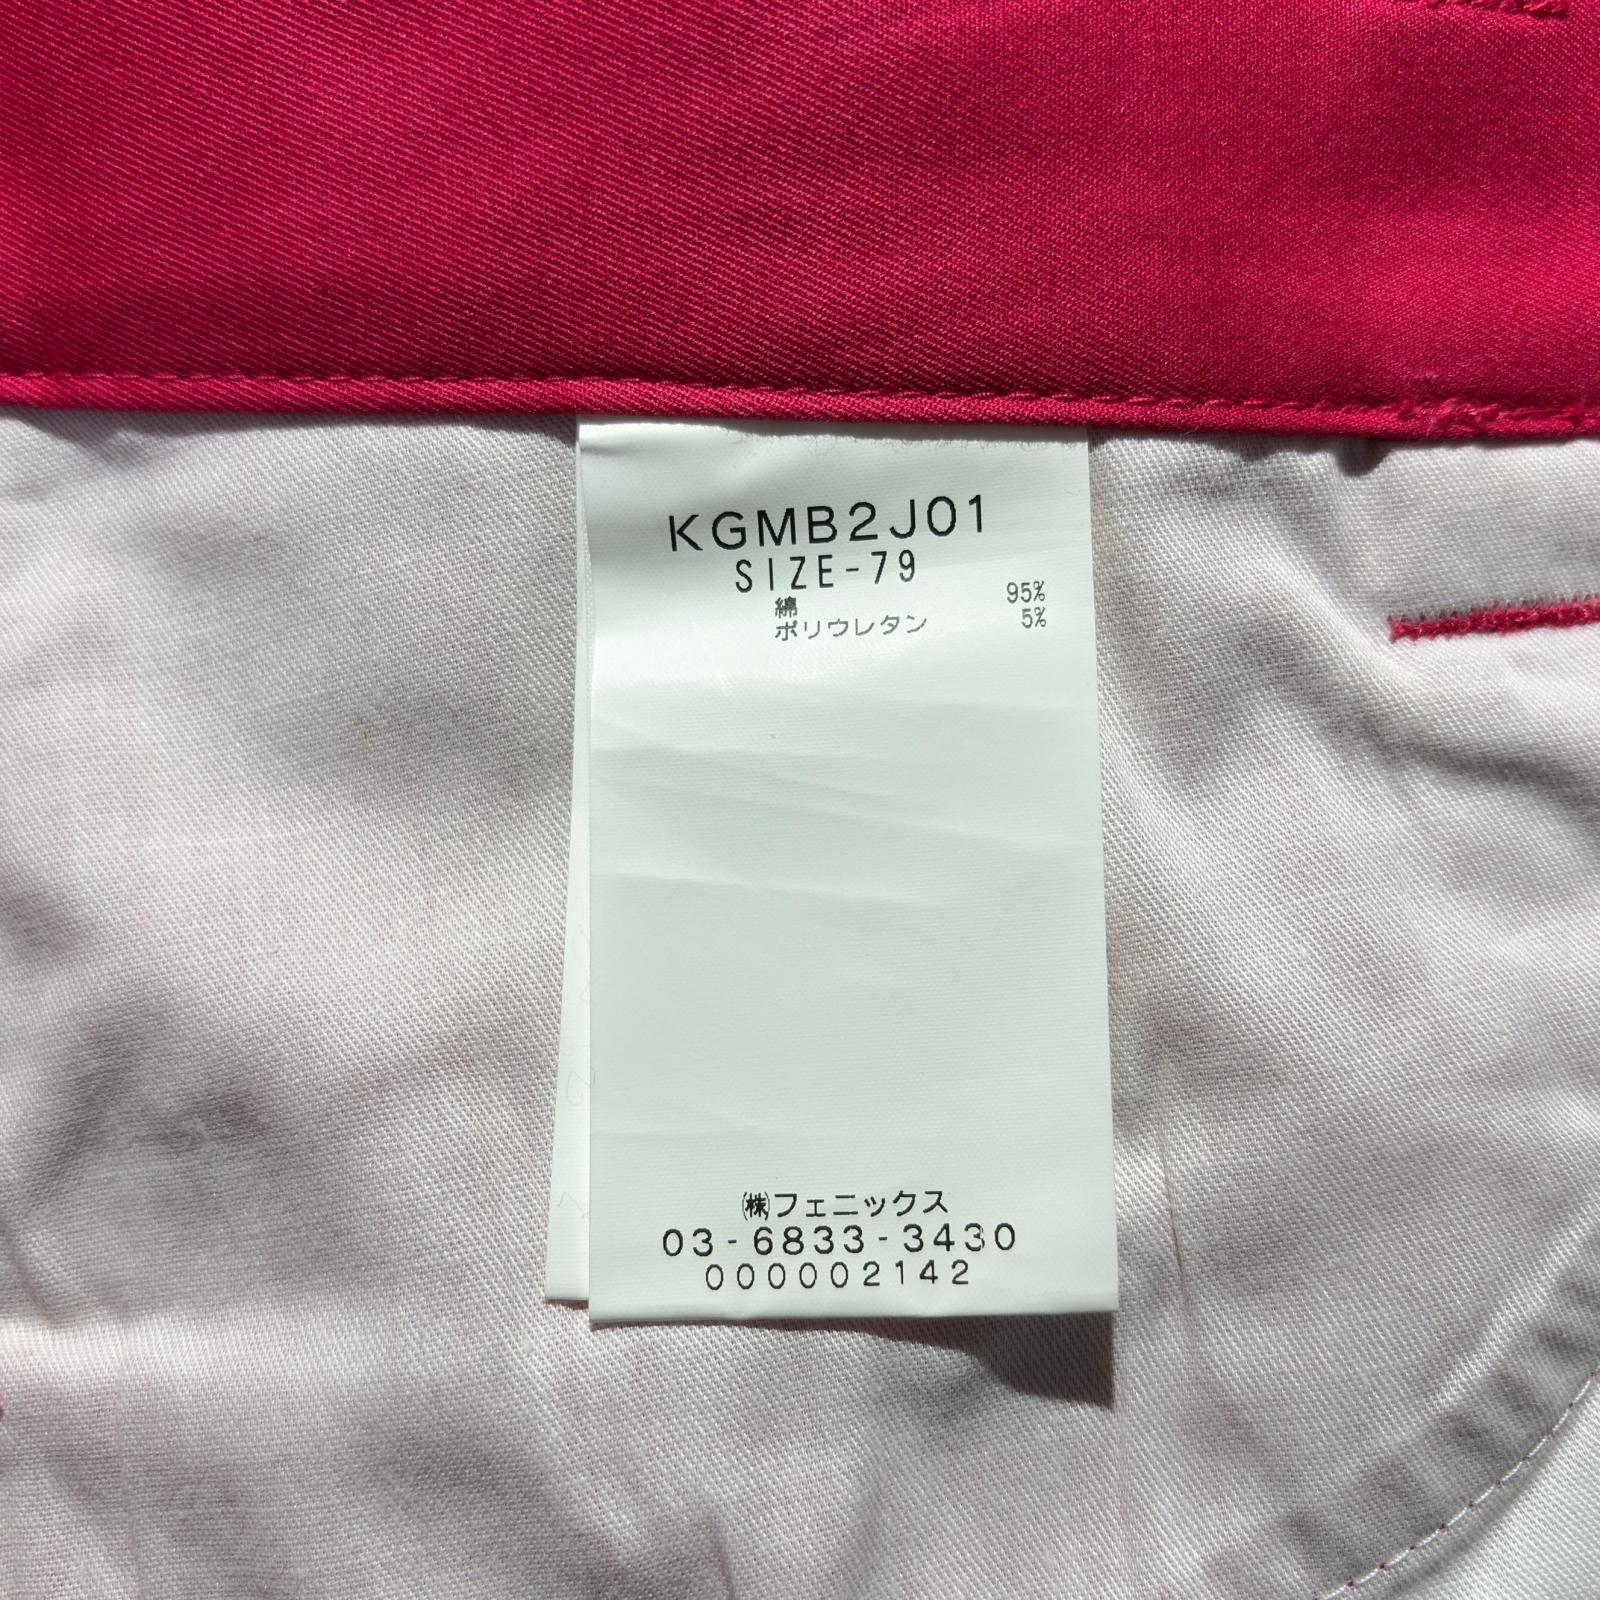 KGMB2J01
SIZE-79
綿 95%
ポリウレタン 5%
㈱フェニックス
03-6833-3430
000002142